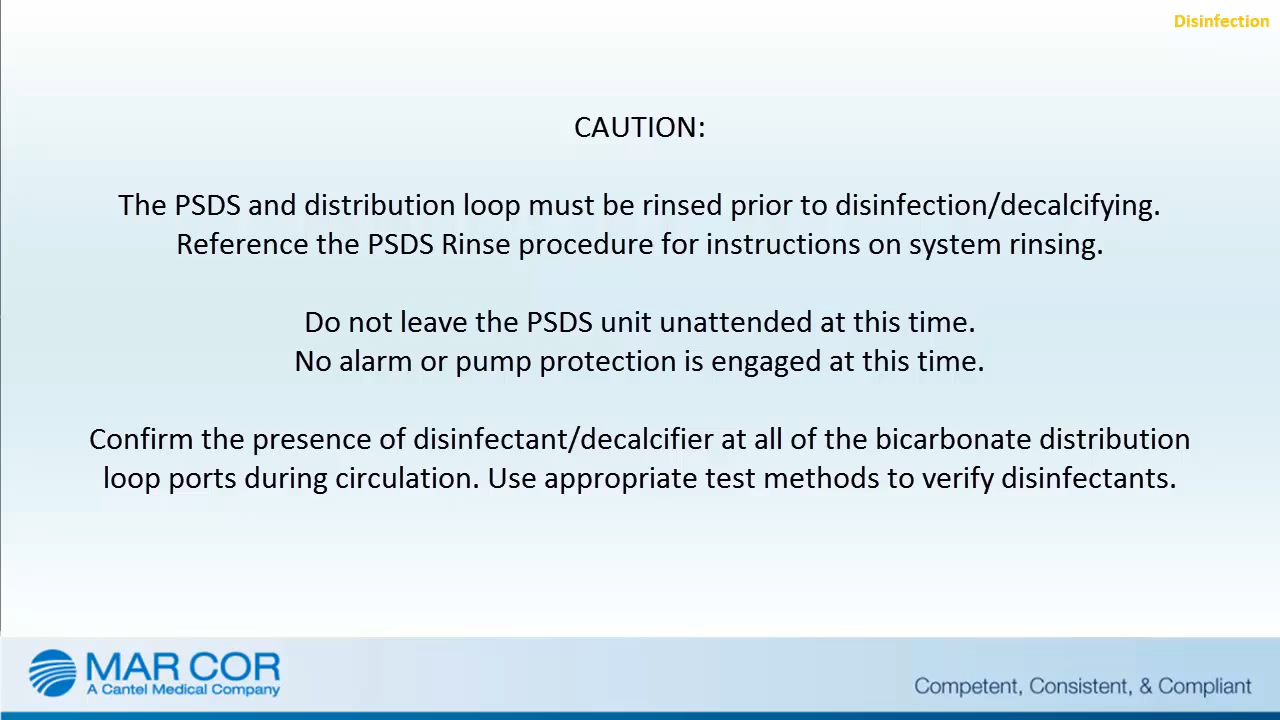 Disinfection
CAUTION:
The PSDS and distribution loop must be rinsed prior to disinfection/decalcifying.
Reference the PSDS Rinse procedure for instructions on system rinsing.
Do not leave the PSDS unit unattended at this time.
No alarm or pump protection is engaged at this time.
Confirm the presence of disinfectant/decalcifier at all of the bicarbonate distribution
loop ports during circulation. Use appropriate test methods to verify disinfectants.
MAR COR
A Cantel Medical Company
Competent, Consistent, & Compliant